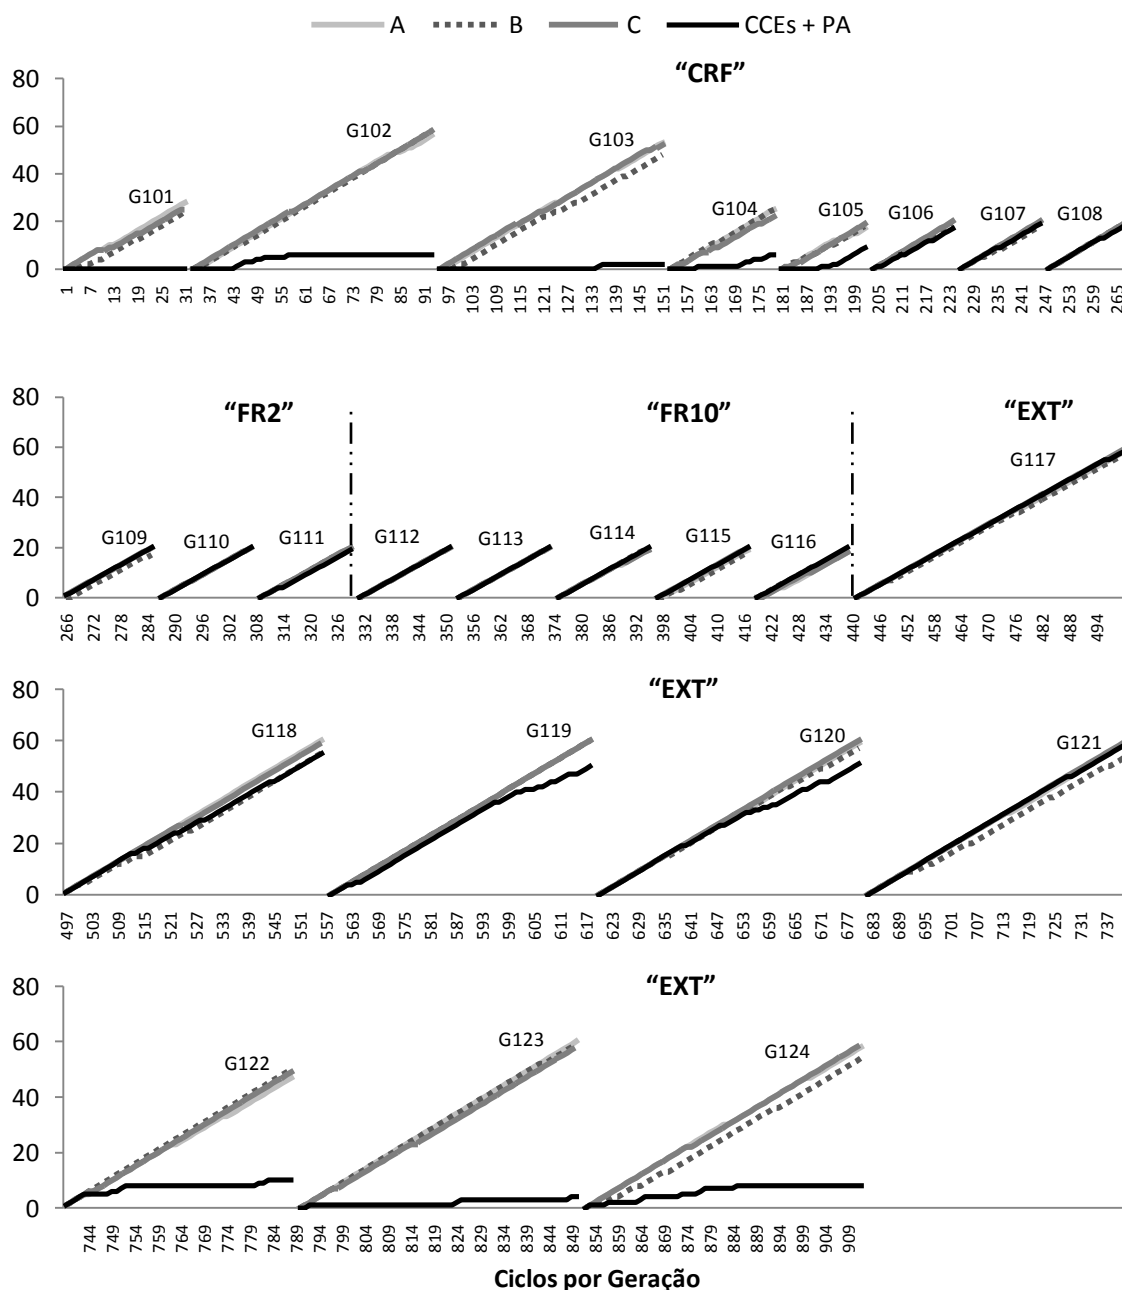 A B C CCEs + PA
“CRF”
80
60
40
20
0
G101 G102 G103 G104 G105 G106 G107 G108
1 7 13 19 25 31 37 43 49 55 61 67 73 79 85 91 97 103 109 115 121 127 133 139 145 151 157 163 169 175 181 187 193 199 205 211 217 223 229 235 241 247 253 259 265
“FR2” “FR10” “EXT”
80
60
40
20
0
G109 G110 G111 G112 G113 G114 G115 G116 G117
266 272 278 284 290 296 302 308 314 320 326 332 338 344 350 356 362 368 374 380 386 392 398 404 410 416 422 428 434 440 446 452 458 464 470 476 482 488 494
“EXT”
80
60
40
20
0
G118 G119 G120 G121
497 503 509 515 521 527 533 539 545 551 557 563 569 575 581 587 593 599 605 611 617 623 629 635 641 647 653 659 665 671 677 683 689 695 701 707 713 719 725 731 737
“EXT”
80
60
40
20
0
G122 G123 G124
744 749 754 759 764 769 774 779 784 789 794 799 804 809 814 819 824 829 834 839 844 849 854 859 864 869 874 879 884 889 894 899 904 909
Ciclos por Geração